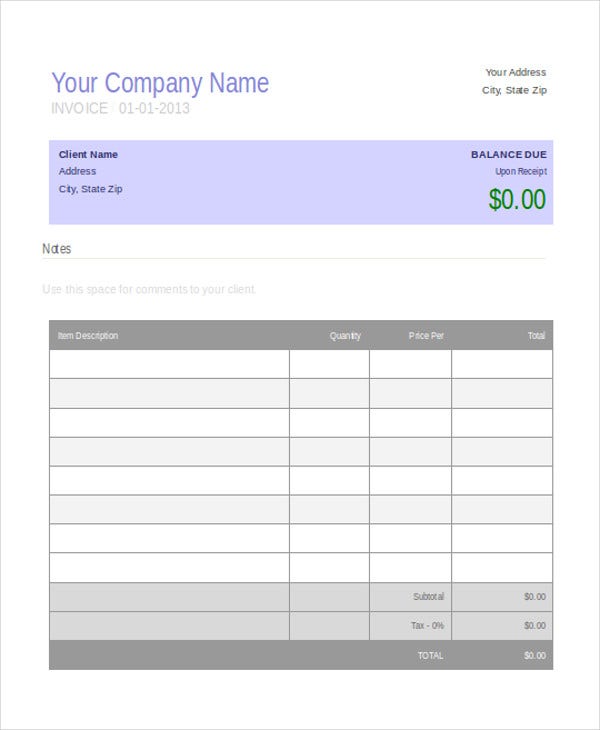 Your Company Name
INVOICE / 01-01-2013
Your Address
City, State Zip
Client Name
Address
City, State Zip
BALANCE DUE
Upon Receipt
$0.00
Notes
Use this space for comments to your client.
Item Description Quantity Price Per Total
Subtotal $0.00
Tax - 0% $0.00
TOTAL $0.00